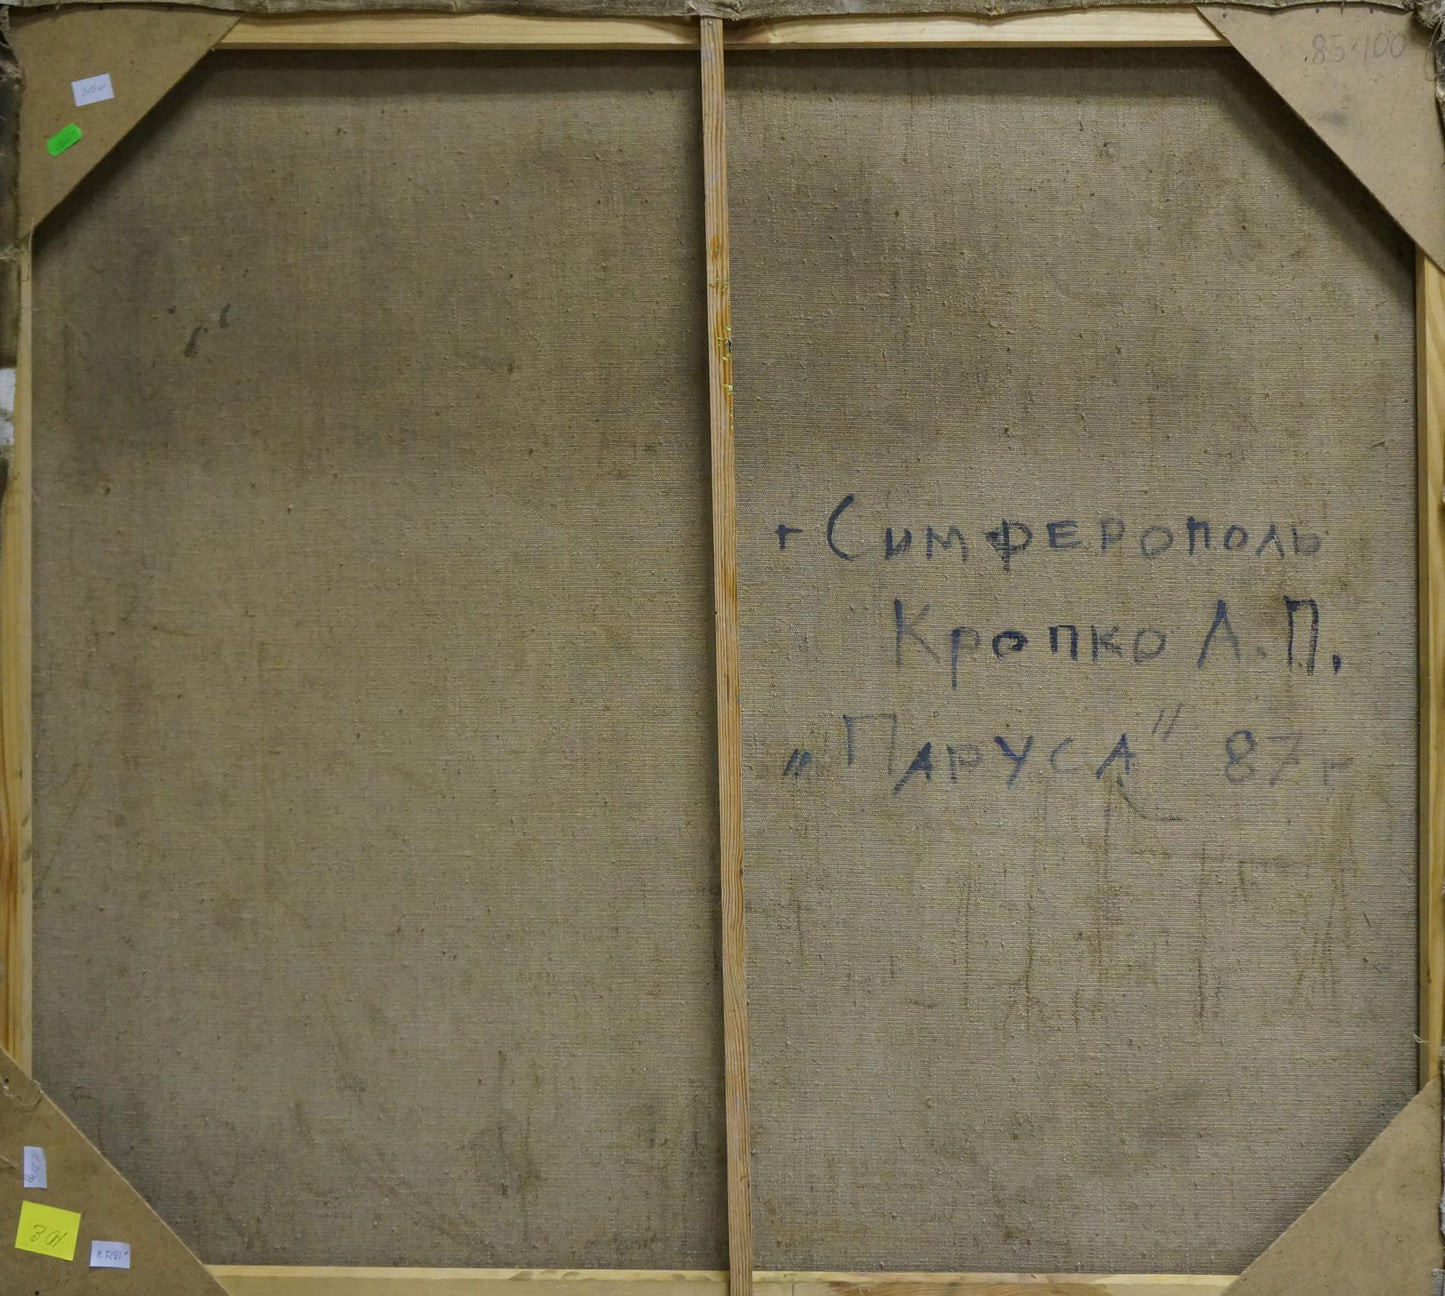 85×100
г Симферополь
Кропко А.П.
„Паруса" 87 г